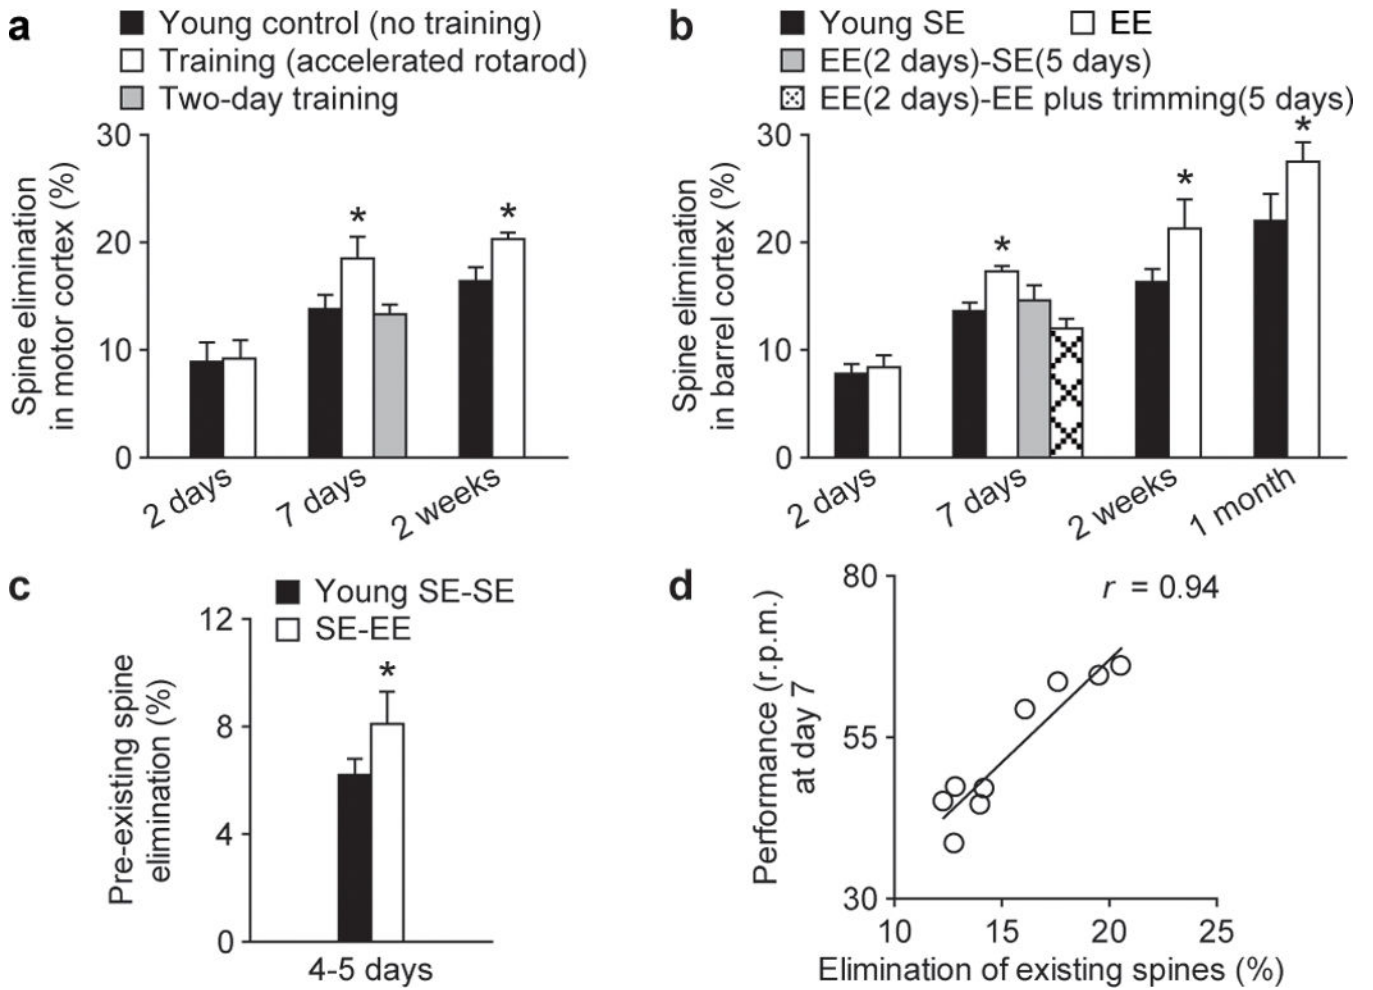 a
Young control (no training)
Training (accelerated rotarod)
Two-day training
Spine elimination
in motor cortex (%)
30
20
10
0
*
*
2 days
7 days
2 weeks
b
Young SE
EE
EE(2 days)-SE(5 days)
EE(2 days)-EE plus trimming(5 days)
Spine elimination
in barrel cortex (%)
30
20
10
0
*
*
*
2 days
7 days
2 weeks
1 month
c
Young SE-SE
SE-EE
Pre-existing spine
elimination (%)
12
8
4
0
*
4-5 days
d
r = 0.94
Performance (r.p.m.)
at day 7
80
55
30
10
15
20
25
Elimination of existing spines (%)